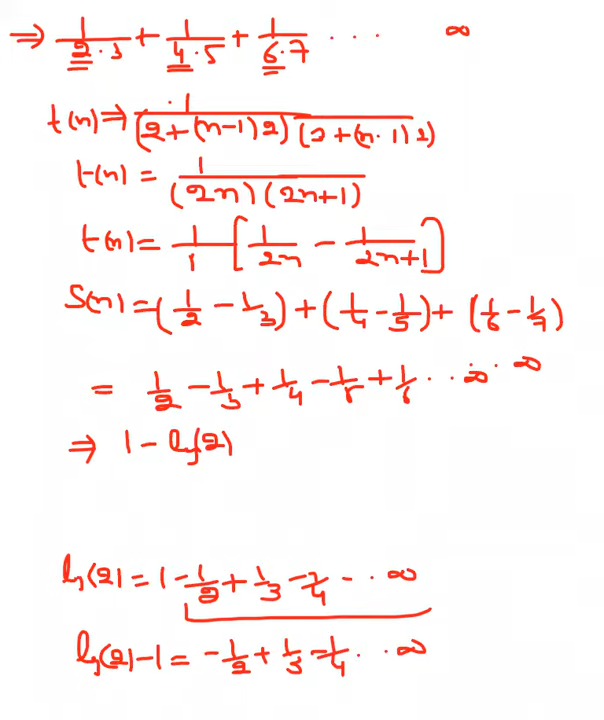 ⇒ 1/(2·3) + 1/(4·5) + 1/(6·7) ··· ∞
t(n) ⇒ 1/((2+(n-1)2)(3+(n-1)2))
t(n) = 1/((2n)(2n+1))
t(n) = 1/1 [1/2n - 1/(2n+1)]
S(n) = (1/2 - 1/3) + (1/4 - 1/5) + (1/6 - 1/7)
= 1/2 - 1/3 + 1/4 - 1/5 + 1/6 ··· ∞ ∞
⇒ 1 - ln(2)
ln(2) = 1 - 1/2 + 1/3 - 1/4 - ·· ∞
ln(2) - 1 = -1/2 + 1/3 - 1/4 ·· ∞